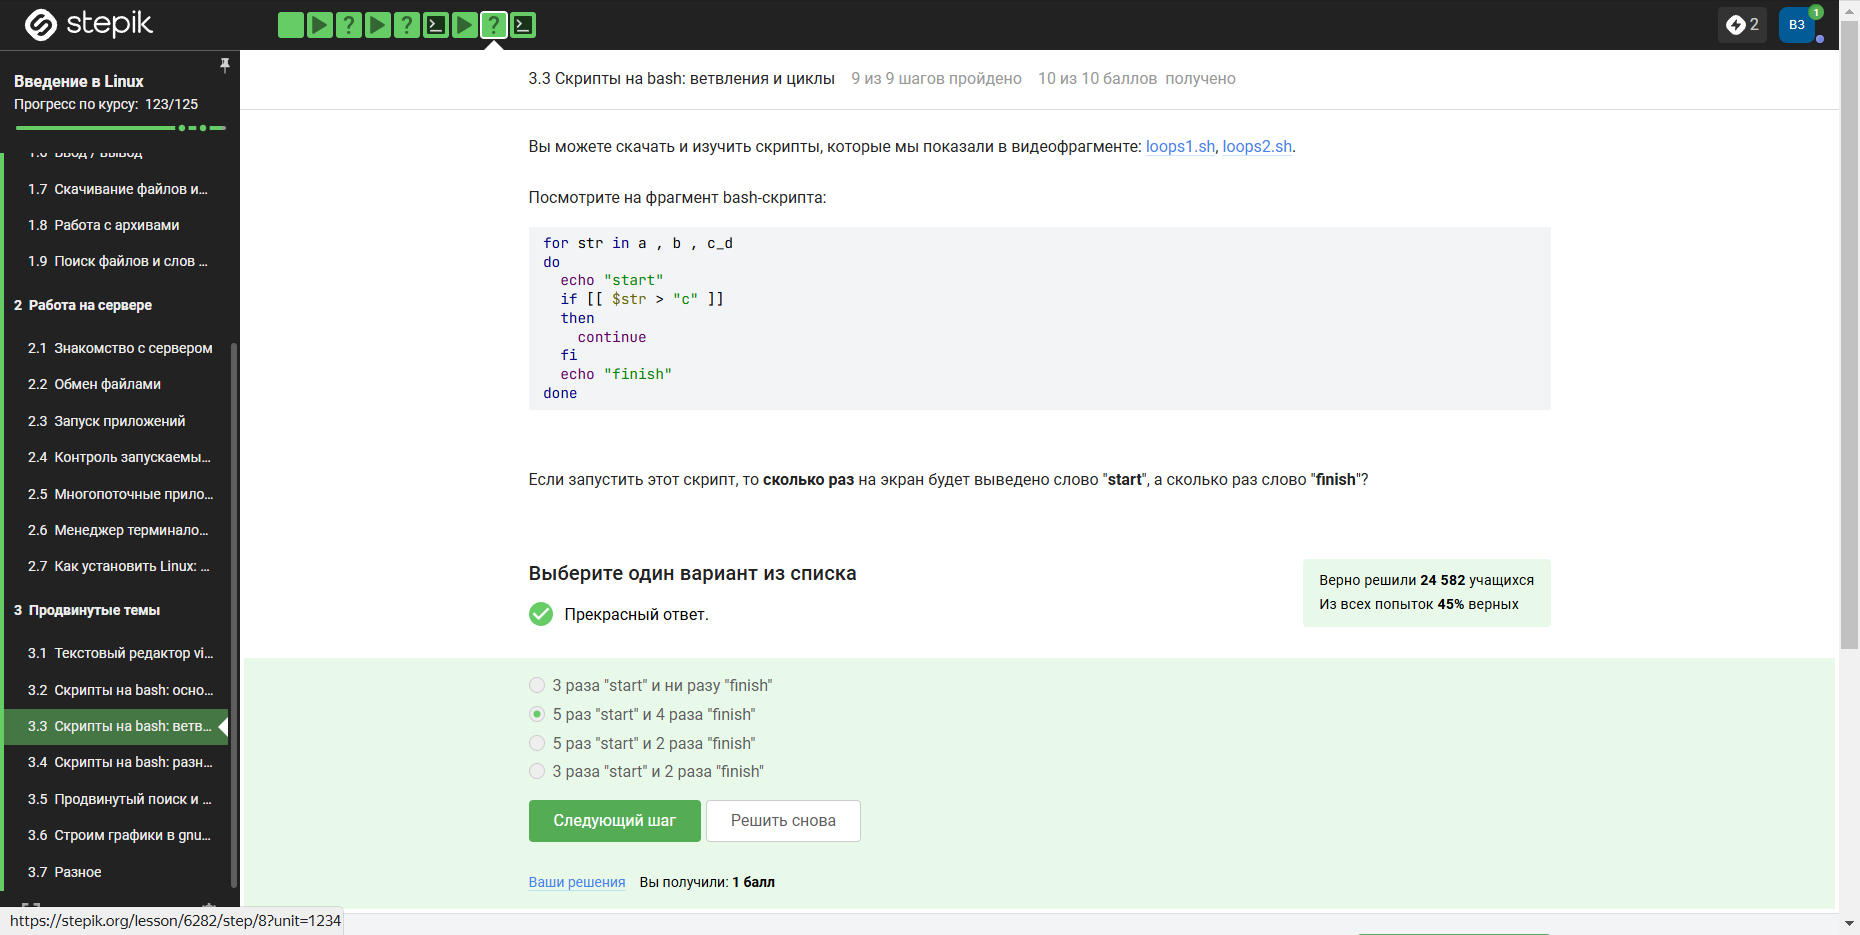 stepik
2
ВЗ
1
Введение в Linux
Прогресс по курсу: 123/125
1.6 Ввод / вывод
1.7 Скачивание файлов и...
1.8 Работа с архивами
1.9 Поиск файлов и слов ...
2 Работа на сервере
2.1 Знакомство с сервером
2.2 Обмен файлами
2.3 Запуск приложений
2.4 Контроль запускаемы...
2.5 Многопоточные прило...
2.6 Менеджер терминало...
2.7 Как установить Linux: ...
3 Продвинутые темы
3.1 Текстовый редактор vi...
3.2 Скрипты на bash: осно...
3.3 Скрипты на bash: ветв...
3.4 Скрипты на bash: разн...
3.5 Продвинутый поиск и ...
3.6 Строим графики в gnu...
3.7 Разное
https://stepik.org/lesson/6282/step/8?unit=1234
3.3 Скрипты на bash: ветвления и циклы 9 из 9 шагов пройдено 10 из 10 баллов получено
Вы можете скачать и изучить скрипты, которые мы показали в видеофрагменте: loops1.sh, loops2.sh.
Посмотрите на фрагмент bash-скрипта:
for str in a , b , c_d
do
  echo "start"
  if [[ $str > "c" ]]
  then
    continue
  fi
  echo "finish"
done
Если запустить этот скрипт, то сколько раз на экран будет выведено слово "start", а сколько раз слово "finish"?
Выберите один вариант из списка
Прекрасный ответ.
Верно решили 24 582 учащихся
Из всех попыток 45% верных
3 раза "start" и ни разу "finish"
5 раз "start" и 4 раза "finish"
5 раз "start" и 2 раза "finish"
3 раза "start" и 2 раза "finish"
Следующий шаг
Решить снова
Ваши решения Вы получили: 1 балл